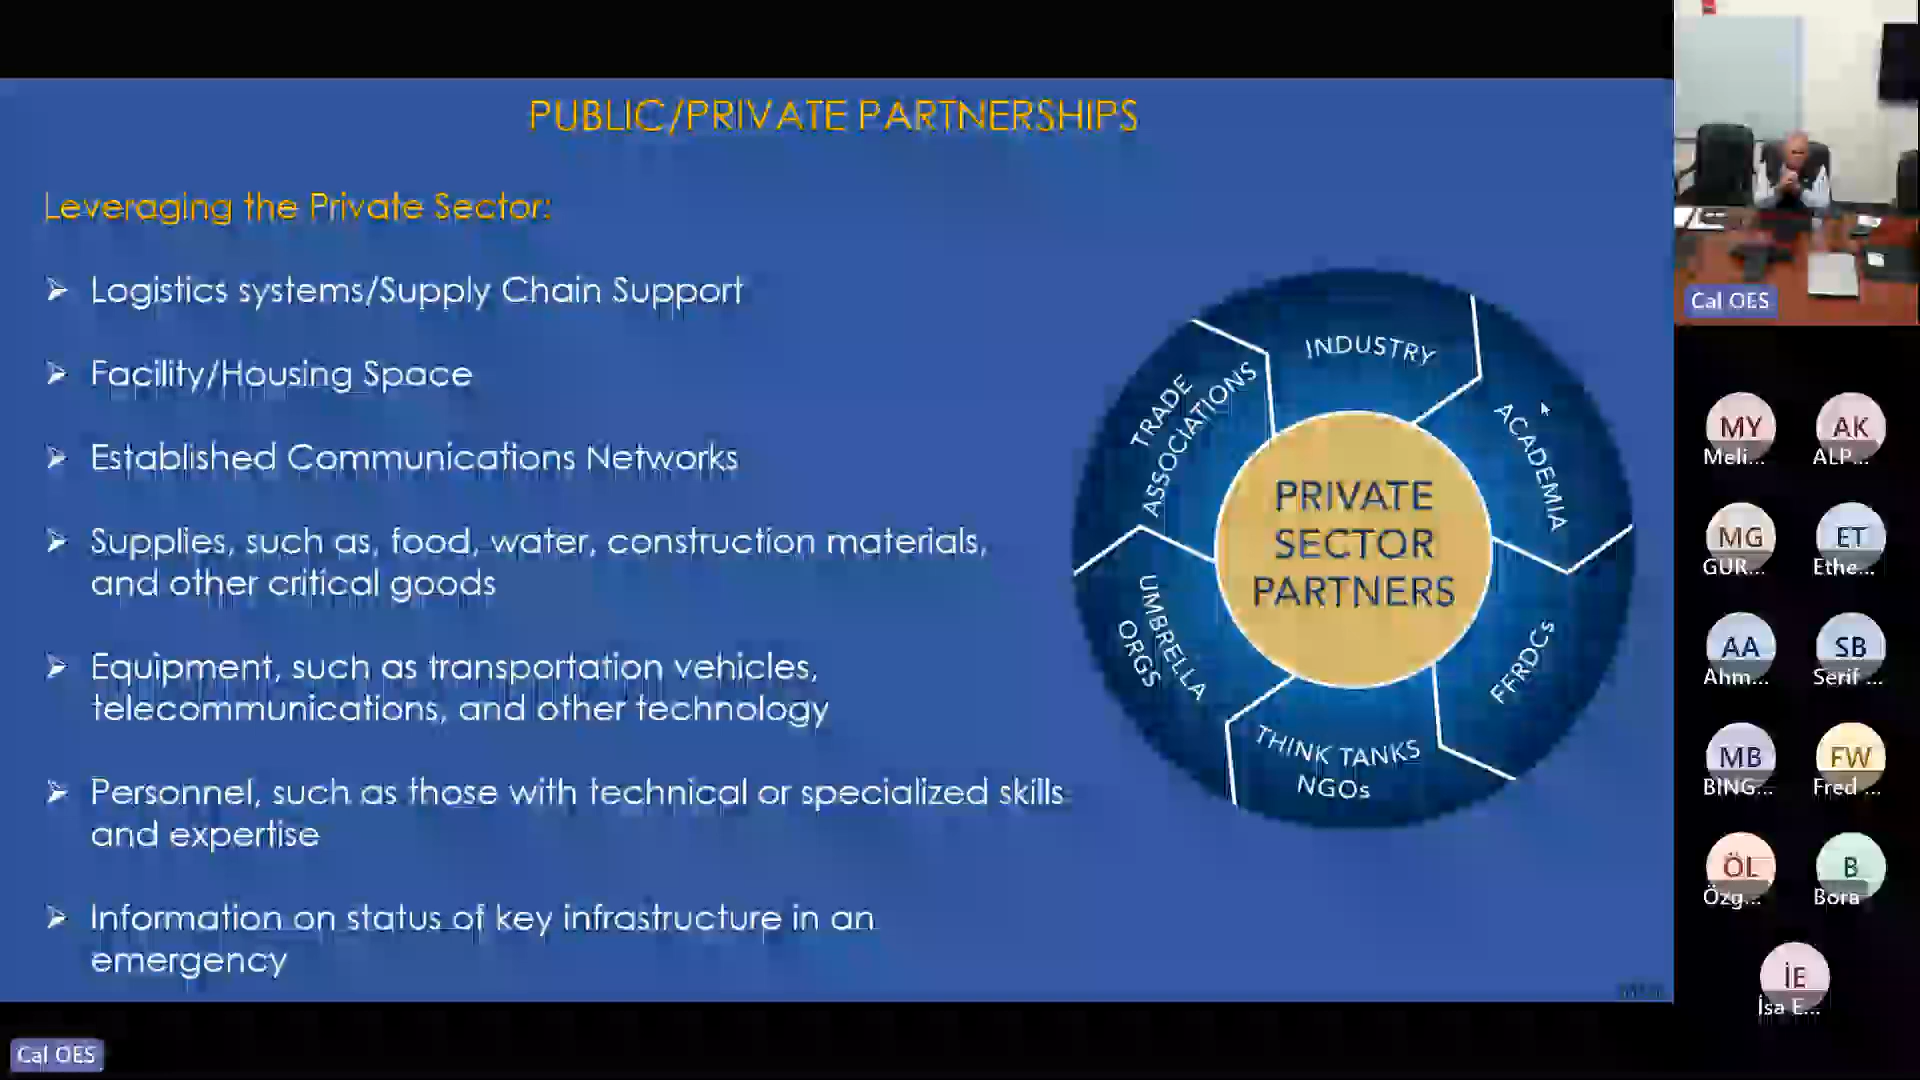 PUBLIC/PRIVATE PARTNERSHIPS
Leveraging the Private Sector:
➢ Logistics systems/Supply Chain Support
➢ Facility/Housing Space
➢ Established Communications Networks
➢ Supplies, such as, food, water, construction materials,
and other critical goods
➢ Equipment, such as transportation vehicles,
telecommunications, and other technology
➢ Personnel, such as those with technical or specialized skills
and expertise
➢ Information on status of key infrastructure in an
emergency
INDUSTRY
ACADEMIA
FFRDCs
THINK TANKS
NGOs
UMBRELLA
ORGS
TRADE
ASSOCIATIONS
PRIVATE
SECTOR
PARTNERS
Cal OES
MY
Meli...
AK
ALP...
MG
GÜR...
ET
Ethe...
AA
Ahm...
SB
Serif ...
MB
BING...
FW
Fred ...
ÖL
Özg...
B
Bora
İE
İsa E...
Cal OES